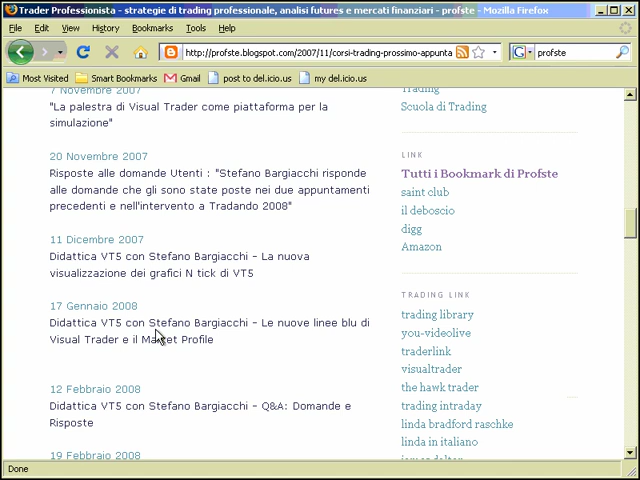 Trader Professionista - strategie di trading professionale, analisi futures e mercati finanziari - profste - Mozilla Firefox
File Edit View History Bookmarks Tools Help
http://profste.blogspot.com/2007/11/corsi-trading-prossimo-appunta
profste
Most Visited Smart Bookmarks Gmail post to del.icio.us my del.icio.us
7 Novembre 2007
"La palestra di Visual Trader come piattaforma per la
simulazione"
20 Novembre 2007
Risposte alle domande Utenti : "Stefano Bargiacchi risponde
alle domande che gli sono state poste nei due appuntamenti
precedenti e nell'intervento a Tradando 2008"
11 Dicembre 2007
Didattica VT5 con Stefano Bargiacchi - La nuova
visualizzazione dei grafici N tick di VT5
17 Gennaio 2008
Didattica VT5 con Stefano Bargiacchi - Le nuove linee blu di
Visual Trader e il Market Profile
12 Febbraio 2008
Didattica VT5 con Stefano Bargiacchi - Q&A: Domande e
Risposte
19 Febbraio 2008
Trading
Scuola di Trading
LINK
Tutti i Bookmark di Profste
saint club
il deboscio
digg
Amazon
TRADING LINK
trading library
you-videolive
traderlink
visualtrader
the hawk trader
trading intraday
linda bradford raschke
linda in italiano
Done